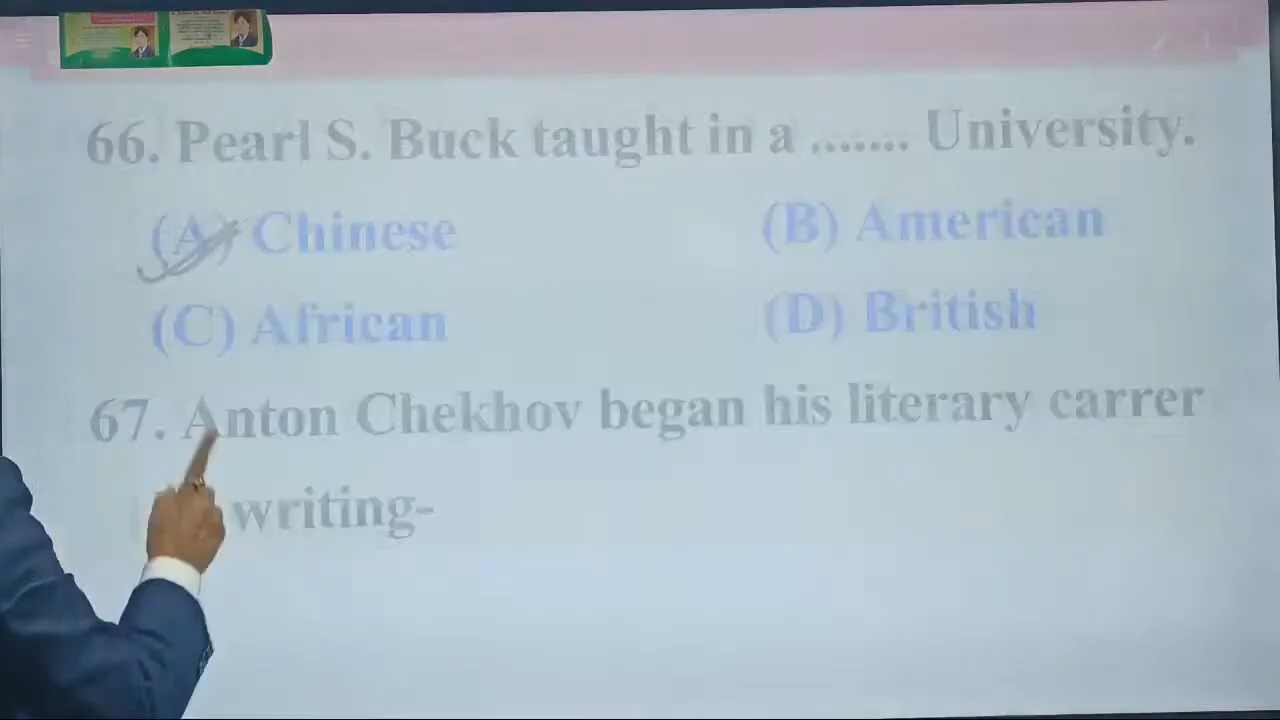 66. Pearl S. Buck taught in a ....... University.
(A) Chinese (B) American
(C) African (D) British
67. Anton Chekhov began his literary carrer
writing-